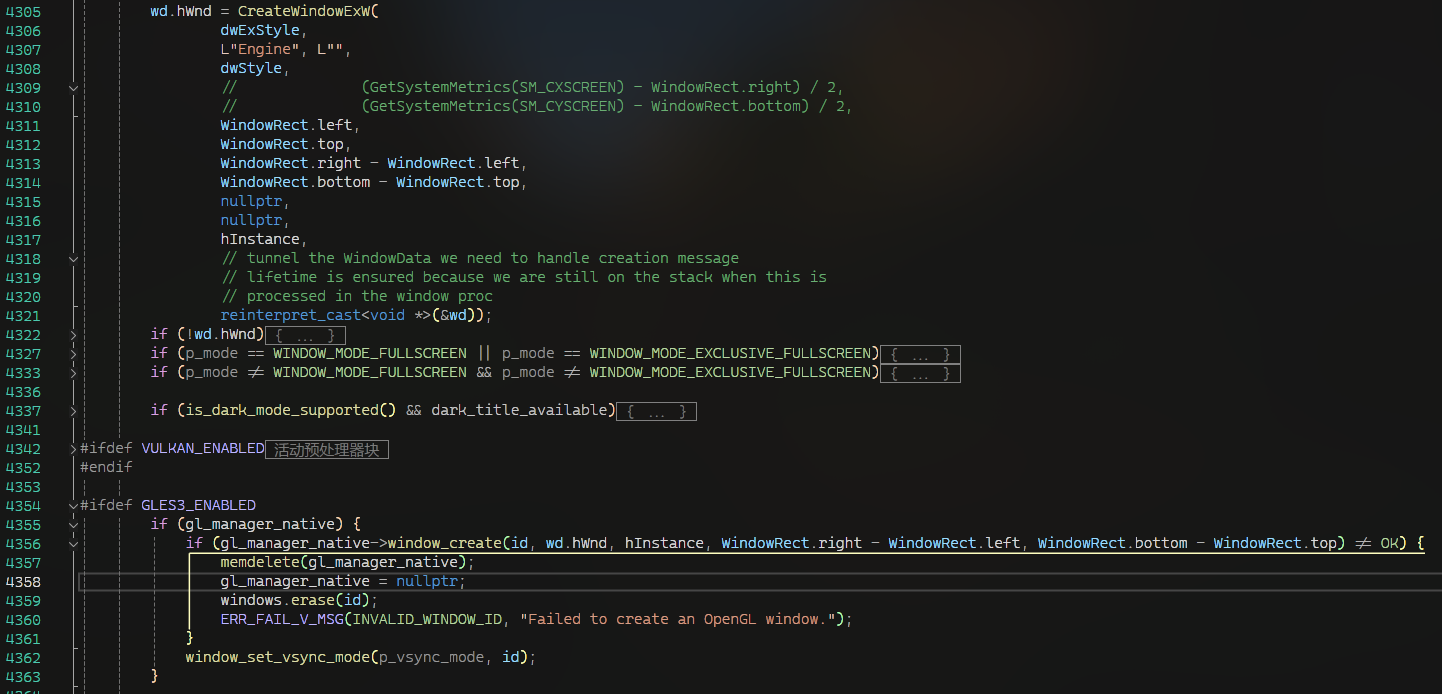 4305 wd.hWnd = CreateWindowExW(
4306 dwExStyle,
4307 L"Engine", L"",
4308 dwStyle,
4309 // (GetSystemMetrics(SM_CXSCREEN) - WindowRect.right) / 2,
4310 // (GetSystemMetrics(SM_CYSCREEN) - WindowRect.bottom) / 2,
4311 WindowRect.left,
4312 WindowRect.top,
4313 WindowRect.right - WindowRect.left,
4314 WindowRect.bottom - WindowRect.top,
4315 nullptr,
4316 nullptr,
4317 hInstance,
4318 // tunnel the WindowData we need to handle creation message
4319 // lifetime is ensured because we are still on the stack when this is
4320 // processed in the window proc
4321 reinterpret_cast<void *>(&wd));
4322 if (!wd.hWnd) { ... }
4327 if (p_mode == WINDOW_MODE_FULLSCREEN || p_mode == WINDOW_MODE_EXCLUSIVE_FULLSCREEN) { ... }
4333 if (p_mode ≠ WINDOW_MODE_FULLSCREEN && p_mode ≠ WINDOW_MODE_EXCLUSIVE_FULLSCREEN) { ... }
4336
4337 if (is_dark_mode_supported() && dark_title_available) { ... }
4341
4342 #ifdef VULKAN_ENABLED 活动预处理器块
4352 #endif
4353
4354 #ifdef GLES3_ENABLED
4355 if (gl_manager_native) {
4356 if (gl_manager_native->window_create(id, wd.hWnd, hInstance, WindowRect.right - WindowRect.left, WindowRect.bottom - WindowRect.top) ≠ OK) {
4357 memdelete(gl_manager_native);
4358 gl_manager_native = nullptr;
4359 windows.erase(id);
4360 ERR_FAIL_V_MSG(INVALID_WINDOW_ID, "Failed to create an OpenGL window.");
4361 }
4362 window_set_vsync_mode(p_vsync_mode, id);
4363 }